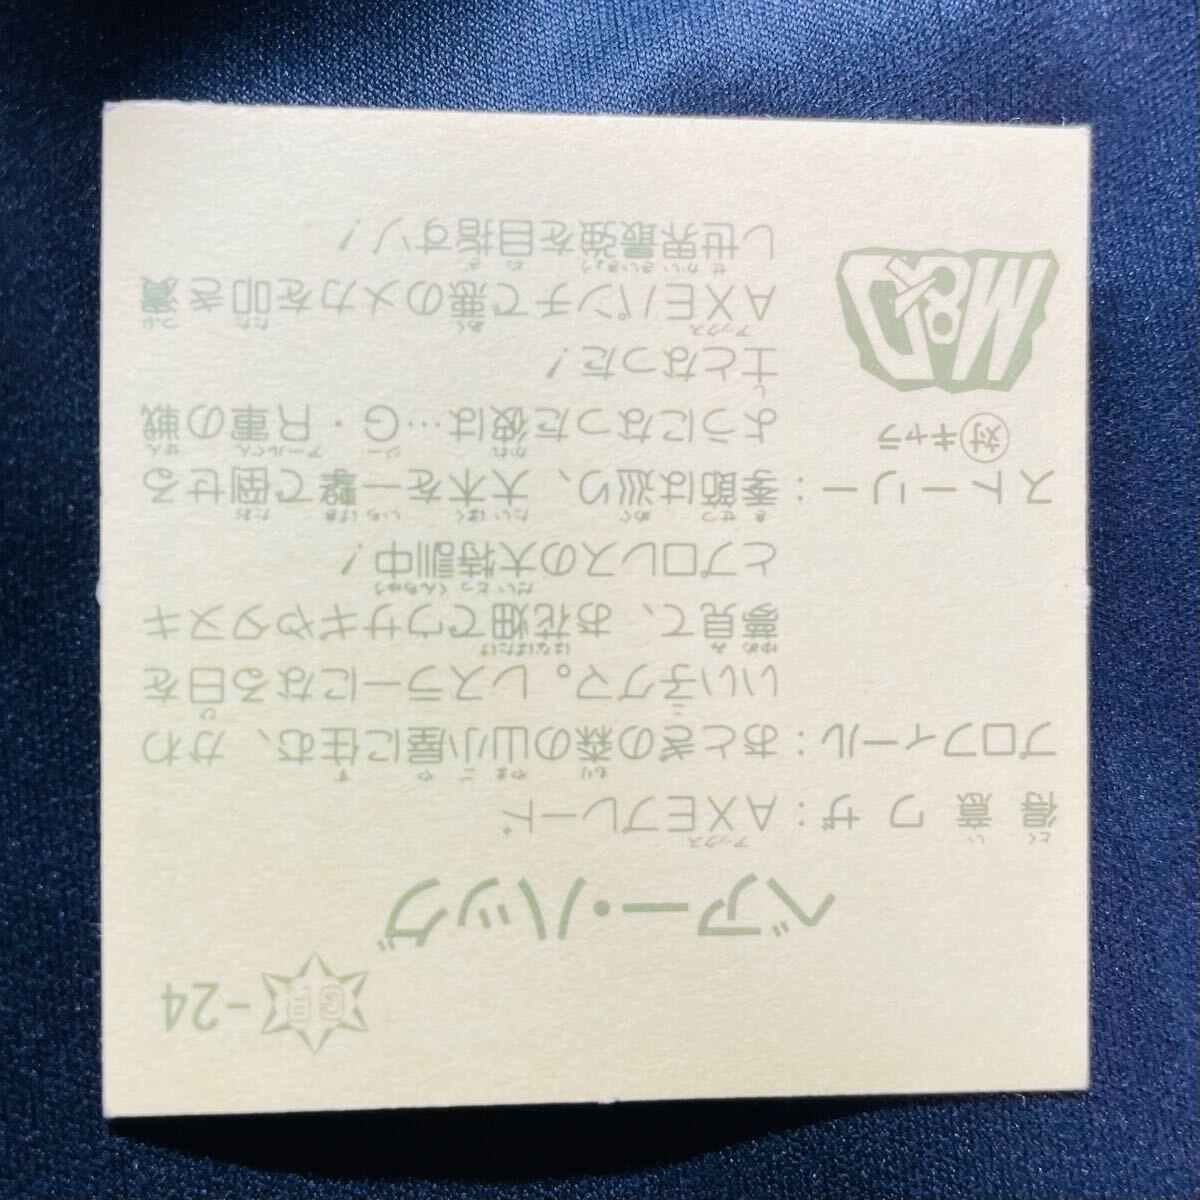 GR-24
ベアー・ハッグ
得意ワザ：AXEブレード
プロフィール：おとぎの森の山小屋に住む、かわ
いい子グマ。レスラーになる日を
夢見て、お花畑でウサギやタヌキ
とプロレスの大特訓中！
ストーリー：季節は巡り、大木を一撃で倒せる
ようになった彼は…G・R軍の戦
士となった！
AXEパンチで悪のメカを叩き潰
し世界最強を目指すゾ！
対キャラ